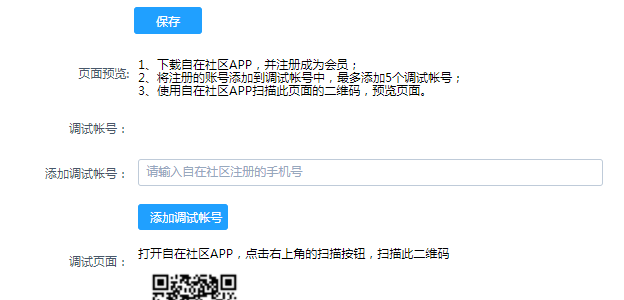 保存
页面预览:
1、下载自在社区APP，并注册成为会员；
2、将注册的账号添加到调试帐号中，最多添加5个调试帐号；
3、使用自在社区APP扫描此页面的二维码，预览页面。
调试帐号：
添加调试帐号：
请输入自在社区注册的手机号
添加调试帐号
调试页面：
打开自在社区APP，点击右上角的扫描按钮，扫描此二维码